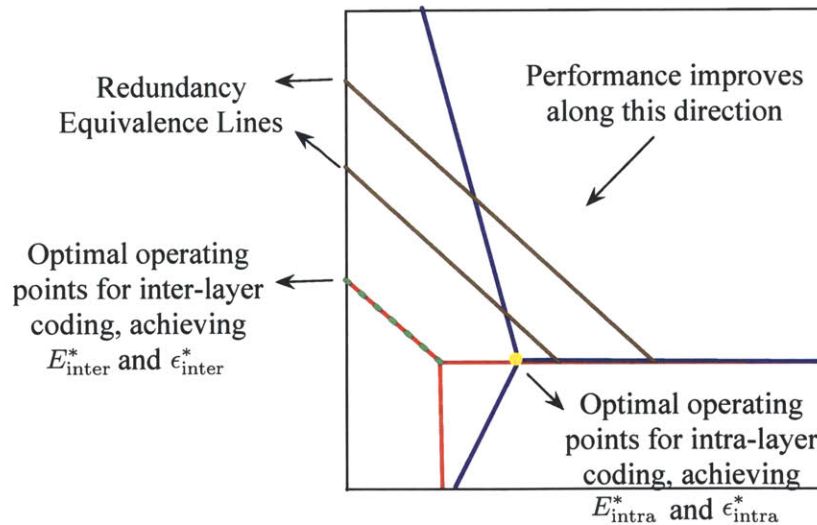 Redundancy
Equivalence Lines
Performance improves
along this direction
Optimal operating
points for inter-layer
coding, achieving
E*inter and ϵ*inter
Optimal operating
points for intra-layer
coding, achieving
E*intra and ϵ*intra